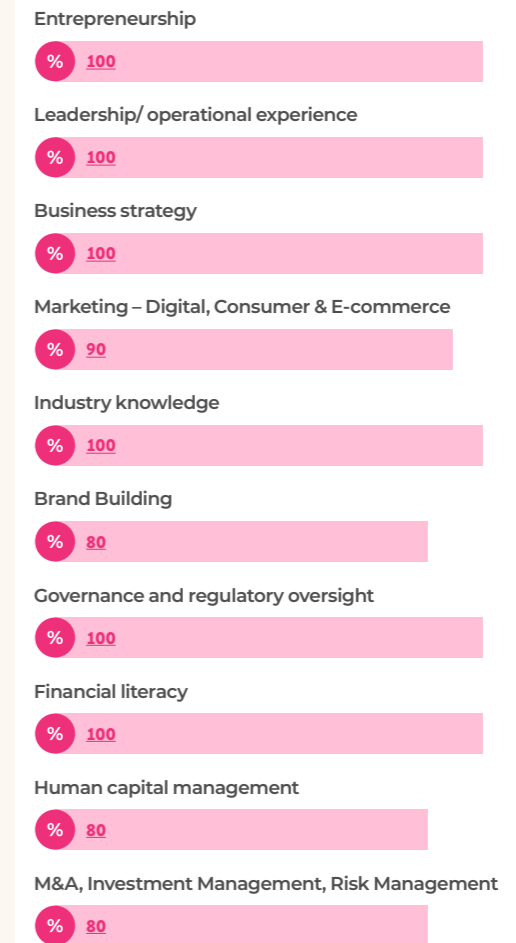 Entrepreneurship
% 100
Leadership/ operational experience
% 100
Business strategy
% 100
Marketing – Digital, Consumer & E-commerce
% 90
Industry knowledge
% 100
Brand Building
% 80
Governance and regulatory oversight
% 100
Financial literacy
% 100
Human capital management
% 80
M&A, Investment Management, Risk Management
% 80